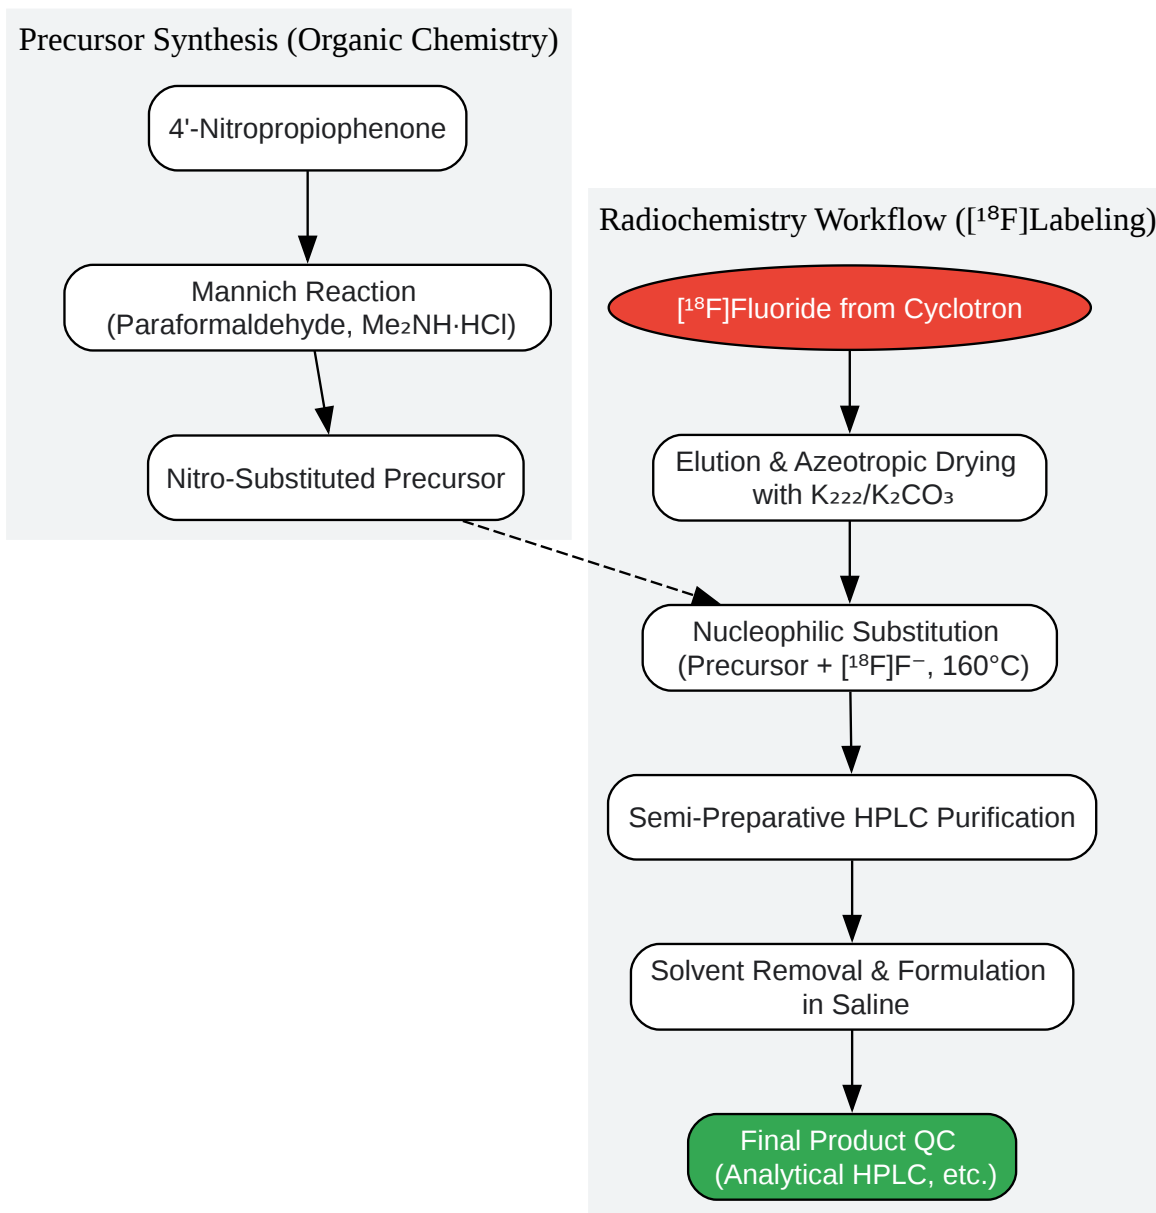 Precursor Synthesis (Organic Chemistry)
4'-Nitropropiophenone
Mannich Reaction
(Paraformaldehyde, Me₂NH·HCl)
Nitro-Substituted Precursor
Radiochemistry Workflow ([¹⁸F]Labeling)
[¹⁸F]Fluoride from Cyclotron
Elution & Azeotropic Drying
with K₂₂₂/K₂CO₃
Nucleophilic Substitution
(Precursor + [¹⁸F]F⁻, 160°C)
Semi-Preparative HPLC Purification
Solvent Removal & Formulation
in Saline
Final Product QC
(Analytical HPLC, etc.)